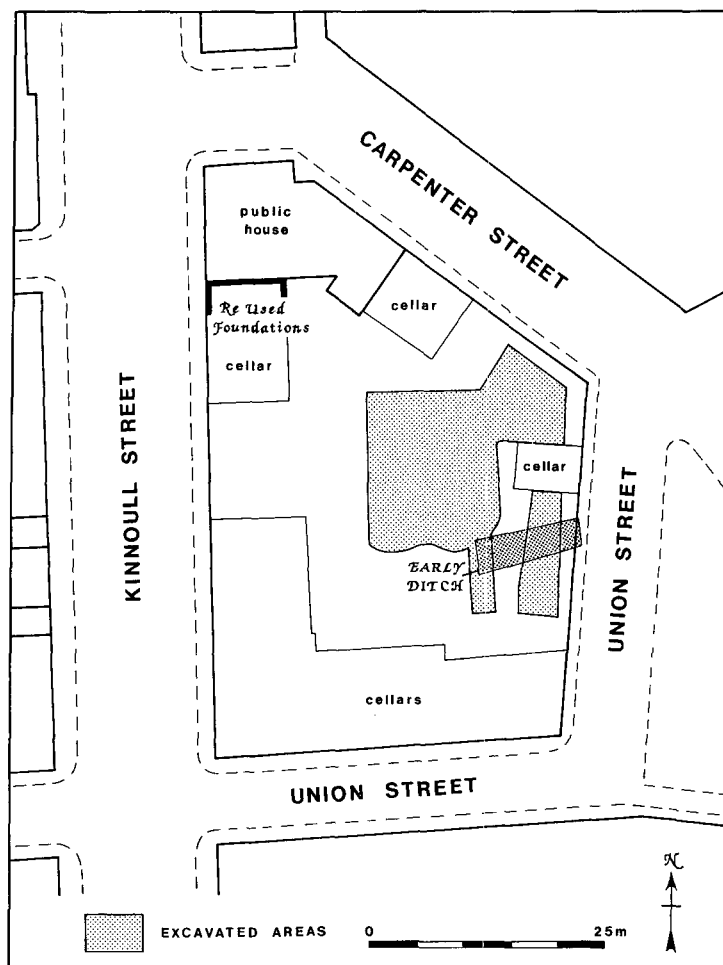 CARPENTER STREET
public
house
cellar
Re Used
Foundations
cellar
KINNOULL STREET
cellar
EARLY
DITCH
UNION STREET
cellars
UNION STREET
N
EXCAVATED AREAS
0 25m